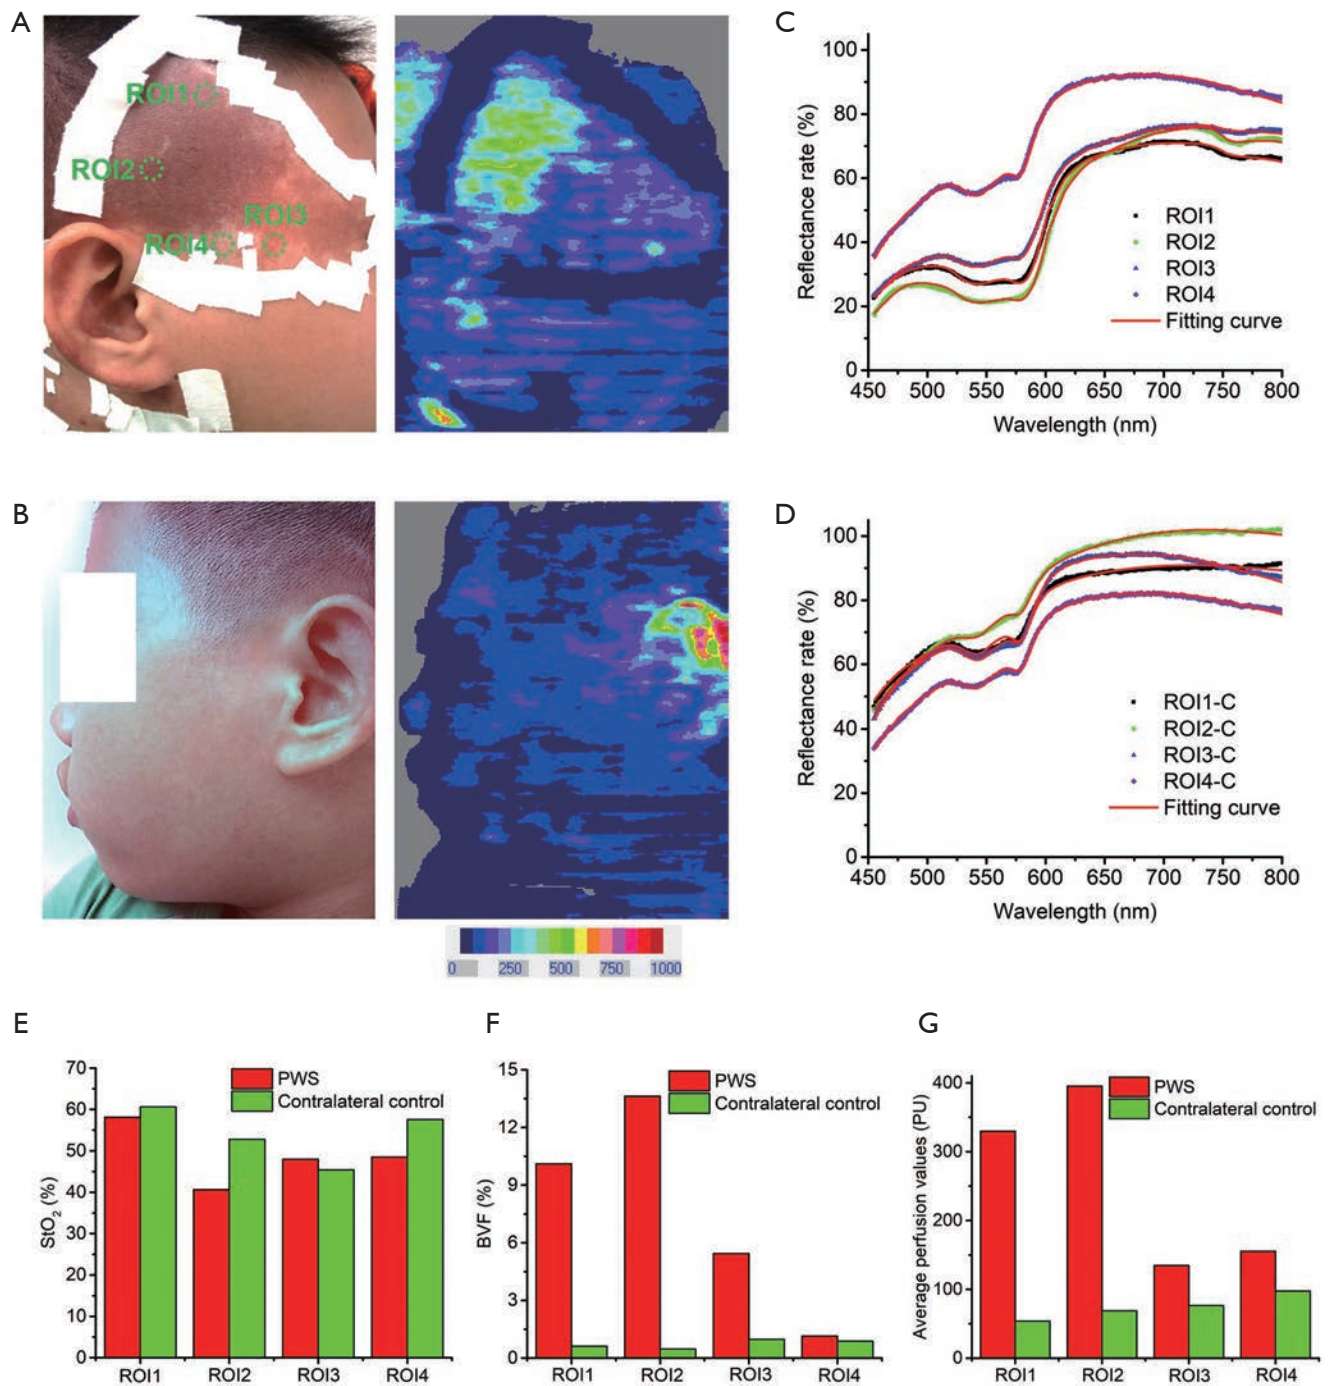 A
ROI1
ROI2
ROI3
ROI4
B
0 250 500 750 1000
C
100
80
60
40
20
0
Reflectance rate (%)
ROI1
ROI2
ROI3
ROI4
Fitting curve
450 500 550 600 650 700 750 800
Wavelength (nm)
D
100
80
60
40
20
0
Reflectance rate (%)
ROI1-C
ROI2-C
ROI3-C
ROI4-C
Fitting curve
450 500 550 600 650 700 750 800
Wavelength (nm)
E
70
60
50
40
30
20
10
0
StO2 (%)
PWS
Contralateral control
ROI1 ROI2 ROI3 ROI4
F
15
12
9
6
3
0
BVF (%)
PWS
Contralateral control
ROI1 ROI2 ROI3 ROI4
G
400
300
200
100
0
Average perfusion values (PU)
PWS
Contralateral control
ROI1 ROI2 ROI3 ROI4